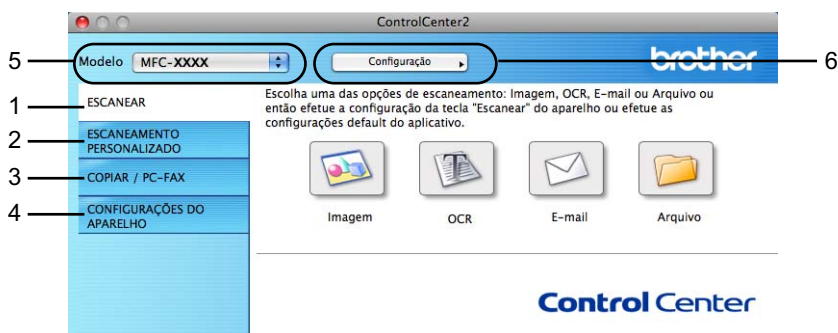 ControlCenter2
5
Modelo MFC-XXXX
Configuração
brother
6
1
ESCANEAR
2
ESCANEAMENTO
PERSONALIZADO
3
COPIAR / PC-FAX
4
CONFIGURAÇÕES DO
APARELHO
Escolha uma das opções de escaneamento: Imagem, OCR, E-mail ou Arquivo ou
então efetue a configuração da tecla "Escanear" do aparelho ou efetue as
configurações default do aplicativo.
Imagem
OCR
E-mail
Arquivo
Control Center